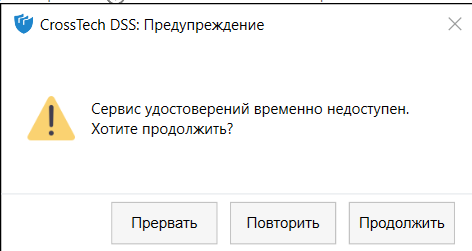 CrossTech DSS: Предупреждение
Сервис удостоверений временно недоступен.
Хотите продолжить?
Прервать Повторить Продолжить